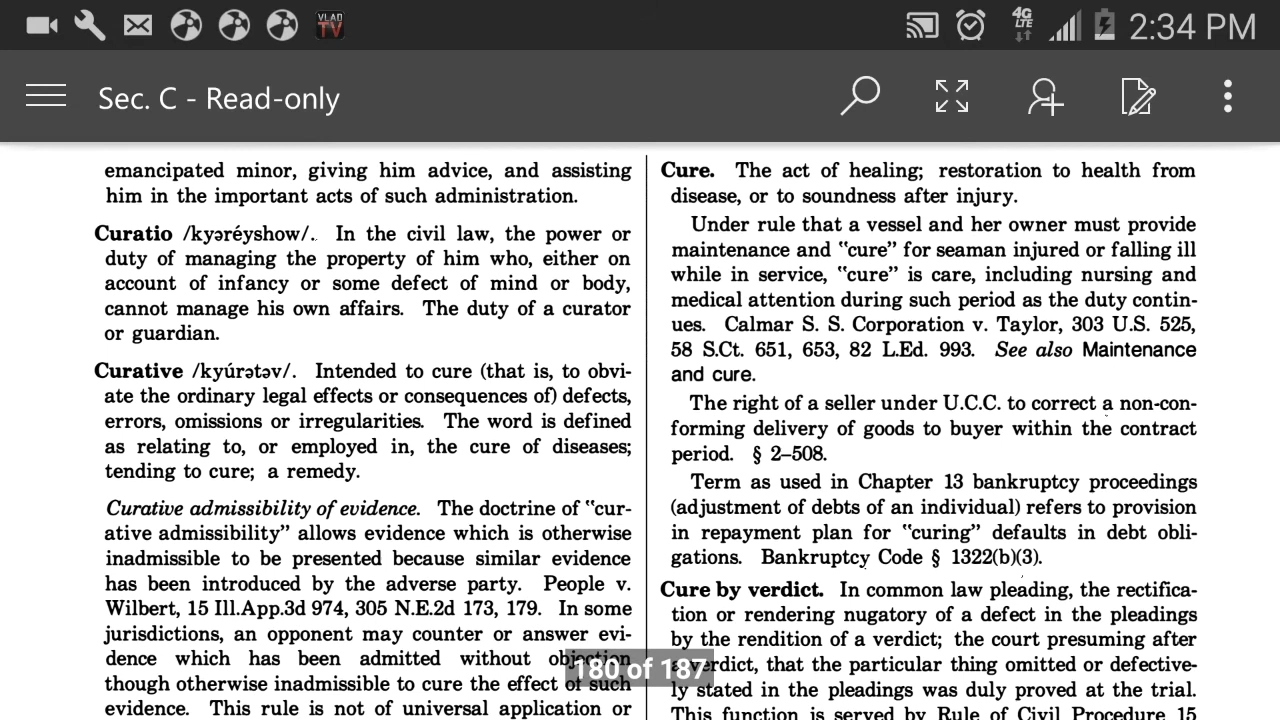 VLAD
TV
4G
LTE
2:34 PM
Sec. C - Read-only
emancipated minor, giving him advice, and assisting
him in the important acts of such administration.
Curatio /kyəréyshow/. In the civil law, the power or
duty of managing the property of him who, either on
account of infancy or some defect of mind or body,
cannot manage his own affairs. The duty of a curator
or guardian.
Curative /kyúrətəv/. Intended to cure (that is, to obvi-
ate the ordinary legal effects or consequences of) defects,
errors, omissions or irregularities. The word is defined
as relating to, or employed in, the cure of diseases;
tending to cure; a remedy.
Curative admissibility of evidence. The doctrine of "cur-
ative admissibility" allows evidence which is otherwise
inadmissible to be presented because similar evidence
has been introduced by the adverse party. People v.
Wilbert, 15 Ill.App.3d 974, 305 N.E.2d 173, 179. In some
jurisdictions, an opponent may counter or answer evi-
dence which has been admitted without objection
though otherwise inadmissible to cure the effect of such
evidence. This rule is not of universal application or
Cure. The act of healing; restoration to health from
disease, or to soundness after injury.
Under rule that a vessel and her owner must provide
maintenance and "cure" for seaman injured or falling ill
while in service, "cure" is care, including nursing and
medical attention during such period as the duty contin-
ues. Calmar S. S. Corporation v. Taylor, 303 U.S. 525,
58 S.Ct. 651, 653, 82 L.Ed. 993. See also Maintenance
and cure.
The right of a seller under U.C.C. to correct a non-con-
forming delivery of goods to buyer within the contract
period. § 2–508.
Term as used in Chapter 13 bankruptcy proceedings
(adjustment of debts of an individual) refers to provision
in repayment plan for "curing" defaults in debt obli-
gations. Bankruptcy Code § 1322(b)(3).
Cure by verdict. In common law pleading, the rectifica-
tion or rendering nugatory of a defect in the pleadings
by the rendition of a verdict; the court presuming after
a verdict, that the particular thing omitted or defective-
ly stated in the pleadings was duly proved at the trial.
This function is served by Rule of Civil Procedure 15
180 of 187